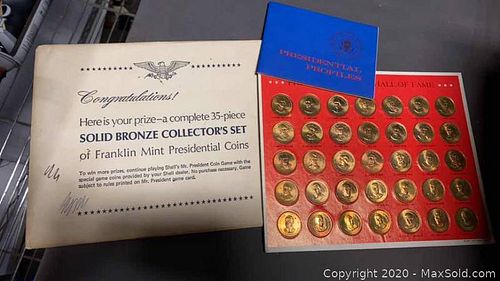 Congratulations!
Here is your prize—a complete 35-piece
SOLID BRONZE COLLECTOR'S SET
of Franklin Mint Presidential Coins
To win more prizes, continue playing Shell's Mr. President Coin Game with the
special game coins provided by your Shell dealer. No purchase necessary. Game
subject to rules printed on Mr. President game card.
PRESIDENTIAL
PROFILES
HALL OF FAME
Copyright © 2020 - MaxSold.com